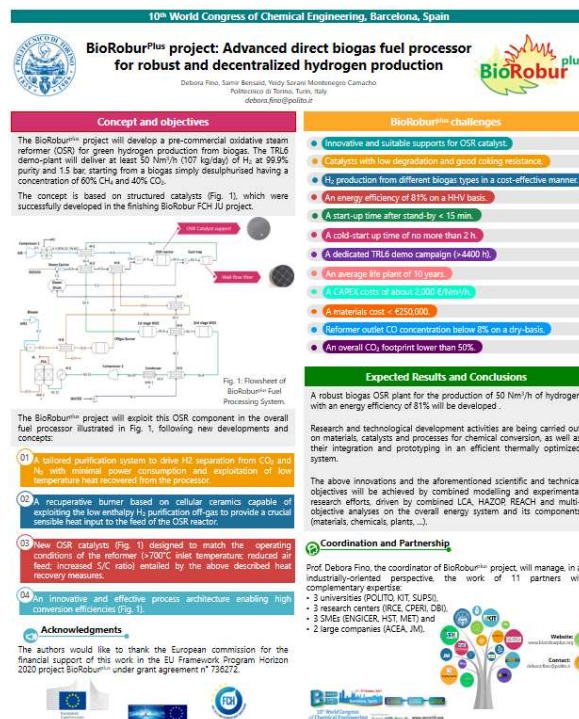 10th World Congress of Chemical Engineering, Barcelona, Spain
BioRoburPlus project: Advanced direct biogas fuel processor
for robust and decentralized hydrogen production
Debora Fino, Samir Bensaid, Yeidy Sorani Montenegro Camacho
Politecnico di Torino, Turin, Italy
debora.fino@polito.it
BioRobur plus
Concept and objectives
The BioRoburplus project will develop a pre-commercial oxidative steam
reformer (OSR) for green hydrogen production from biogas. The TRL6
demo-plant will deliver at least 50 Nm³/h (107 kg/day) of H₂ at 99.9%
purity and 1.5 bar, starting from a biogas simply desulphurised having a
concentration of 60% CH₄ and 40% CO₂.
The concept is based on structured catalysts (Fig. 1), which were
successfully developed in the finishing BioRobur FCH JU project.
OSR Catalyst support
Wall flow filter
Fig. 1: Flowsheet of
BioRoburplus Fuel
Processing System.
The BioRoburplus project will exploit this OSR component in the overall
fuel processor illustrated in Fig. 1, following new developments and
concepts:
01 A tailored purification system to drive H2 separation from CO₂ and
N₂ with minimal power consumption and exploitation of low
temperature heat recovered from the processor.
02 A recuperative burner based on cellular ceramics capable of
exploiting the low enthalpy H₂ purification off-gas to provide a crucial
sensible heat input to the feed of the OSR reactor.
03 New OSR catalysts (Fig. 1) designed to match the operating
conditions of the reformer (>700°C inlet temperature; reduced air
feed; increased S/C ratio) entailed by the above described heat
recovery measures.
04 An innovative and effective process architecture enabling high
conversion efficiencies (Fig. 1).
Acknowledgments
The authors would like to thank the European commission for the
financial support of this work in the EU Framework Program Horizon
2020 project BioRoburplus under grant agreement n° 736272.
FCH
BioRoburplus challenges
Innovative and suitable supports for OSR catalyst.
Catalysts with low degradation and good coking resistance.
H₂ production from different biogas types in a cost-effective manner.
An energy efficiency of 81% on a HHV basis.
A start-up time after stand-by < 15 min.
A cold-start up time of no more than 2 h.
A dedicated TRL6 demo campaign (>4400 h).
An average life plant of 10 years.
A CAPEX costs of about 2,000 €/Nm³/h.
A materials cost < €250,000.
Reformer outlet CO concentration below 8% on a dry-basis.
An overall CO₂ footprint lower than 50%.
Expected Results and Conclusions
A robust biogas OSR plant for the production of 50 Nm³/h of hydrogen
with an energy efficiency of 81% will be developed .
Research and technological development activities are being carried out
on materials, catalysts and processes for chemical conversion, as well as
their integration and prototyping in an efficient thermally optimized
system.
The above innovations and the aforementioned scientific and technical
objectives will be achieved by combined modelling and experimental
research efforts, driven by combined LCA, HAZOP, REACH and multi-
objective analyses on the overall energy system and its components
(materials, chemicals, plants, ...).
Coordination and Partnership
Prof. Debora Fino, the coordinator of BioRoburplus project, will manage, in a
industrially-oriented perspective, the work of 11 partners wi
complementary expertise:
• 3 universities (POLITO, KIT, SUPSI),
• 3 research centers (IRCE, CPERI, DBI),
• 3 SMEs (ENGICER, HST, MET) and
• 2 large companies (ACEA, JM).
KIT
Website:
Contact:
10th World Congress
of Chemical Engineering